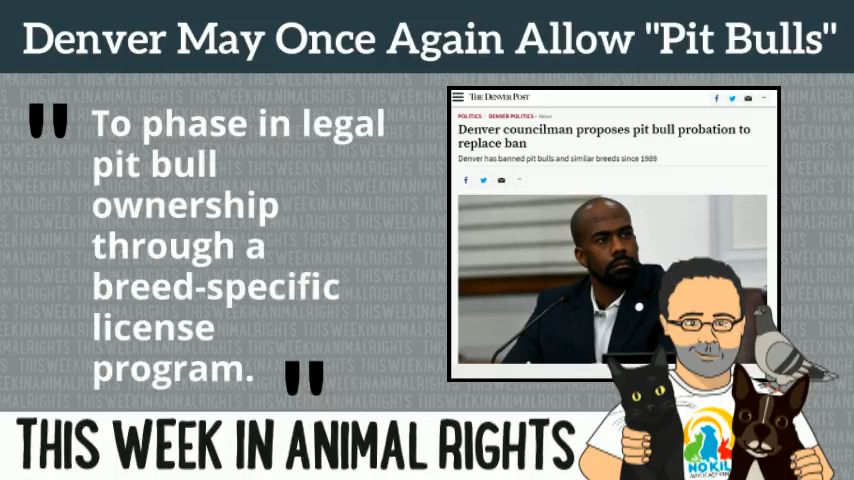 Denver May Once Again Allow "Pit Bulls"
"
To phase in legal
pit bull
ownership
through a
breed-specific
license
program.
"
THE DENVER POST
POLITICS DENVER POLITICS • News
Denver councilman proposes pit bull probation to
replace ban
Denver has banned pit bulls and similar breeds since 1989
THIS WEEK IN ANIMAL RIGHTS
NO KIL
ADVOCACY